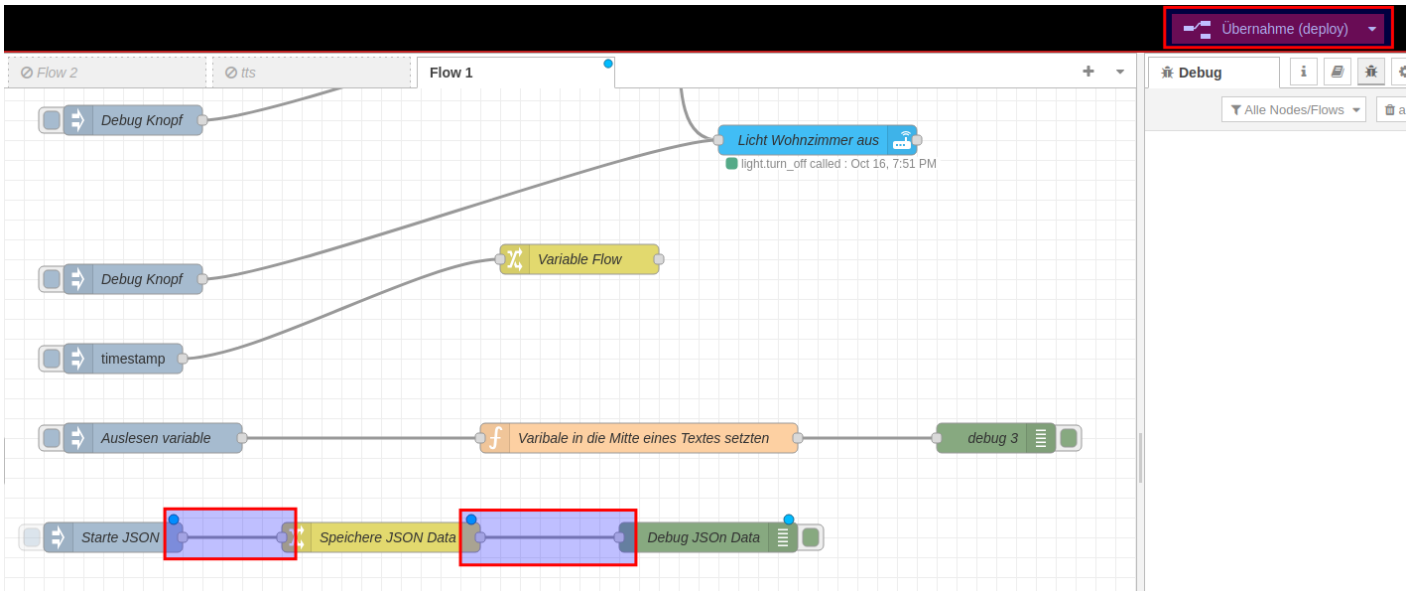 Übernahme (deploy)
Flow 2
tts
Flow 1
Debug
i
Alle Nodes/Flows
a
Debug Knopf
Licht Wohnzimmer aus
light.turn_off called : Oct 16, 7:51 PM
Variable Flow
Debug Knopf
timestamp
Auslesen variable
Varibale in die Mitte eines Textes setzten
debug 3
Starte JSON
Speichere JSON Data
Debug JSOn Data